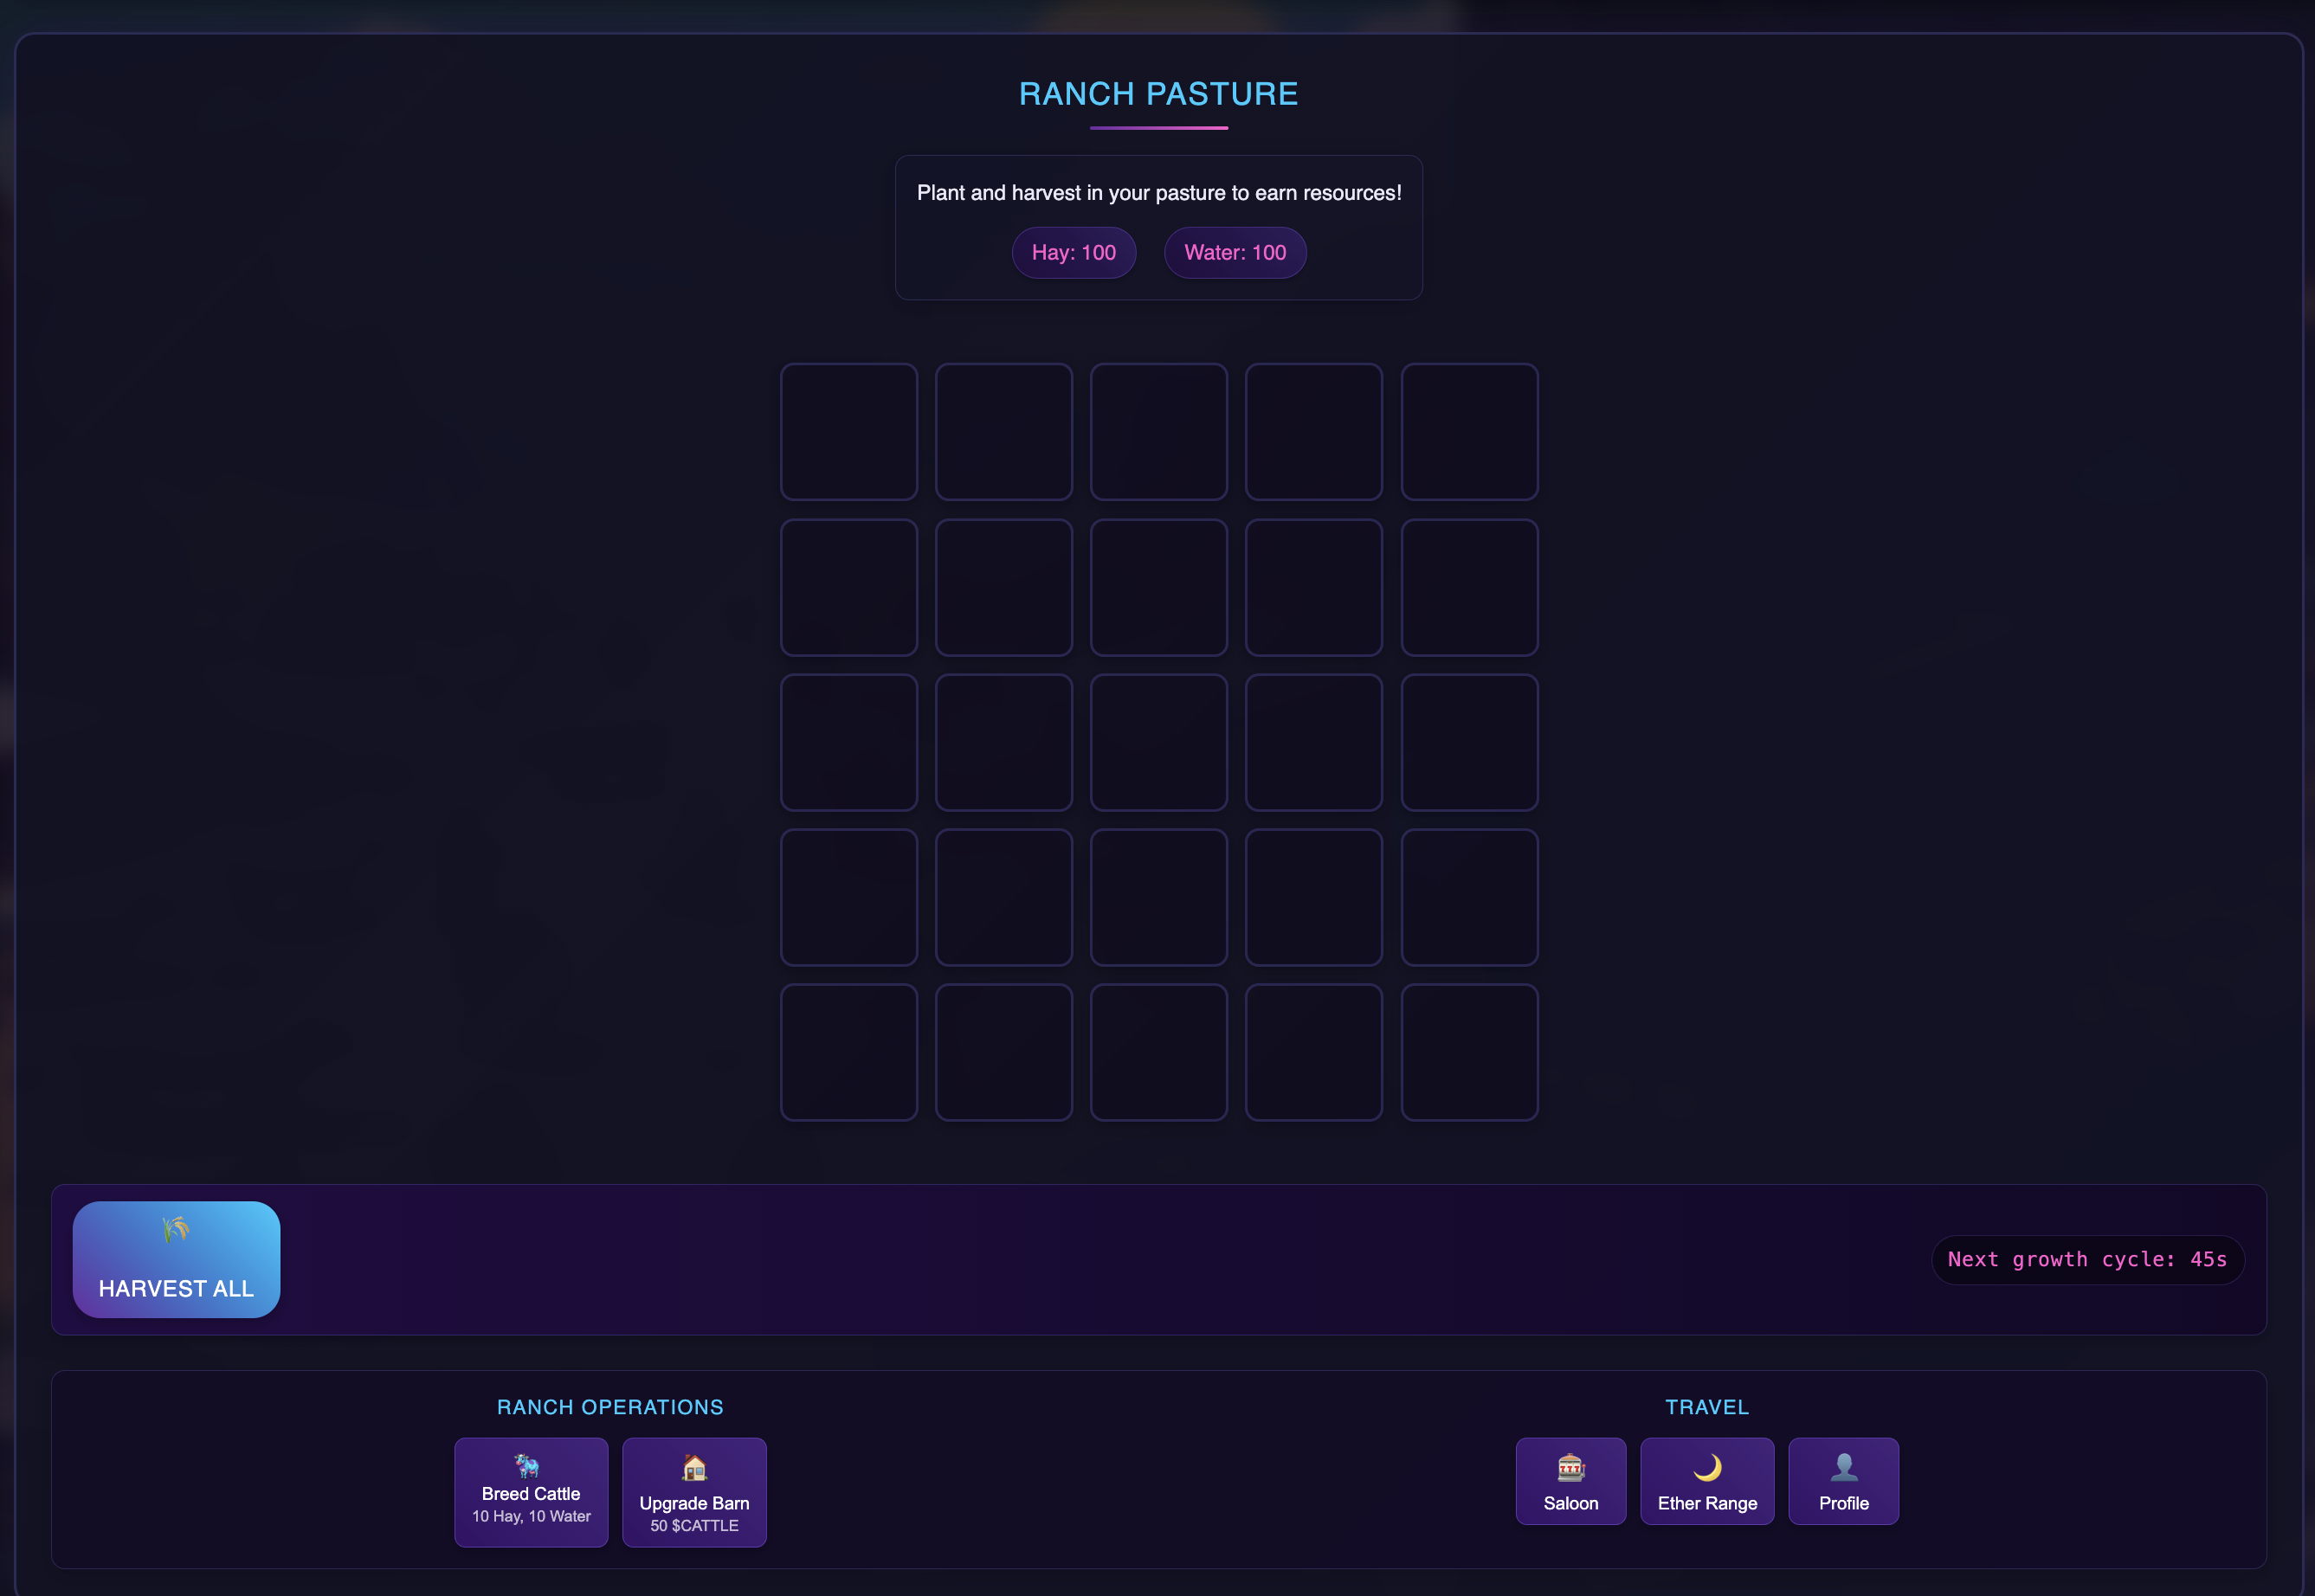 RANCH PASTURE
Plant and harvest in your pasture to earn resources!
Hay: 100
Water: 100
HARVEST ALL
Next growth cycle: 45s
RANCH OPERATIONS
Breed Cattle
10 Hay, 10 Water
Upgrade Barn
50 $CATTLE
TRAVEL
Saloon
Ether Range
Profile